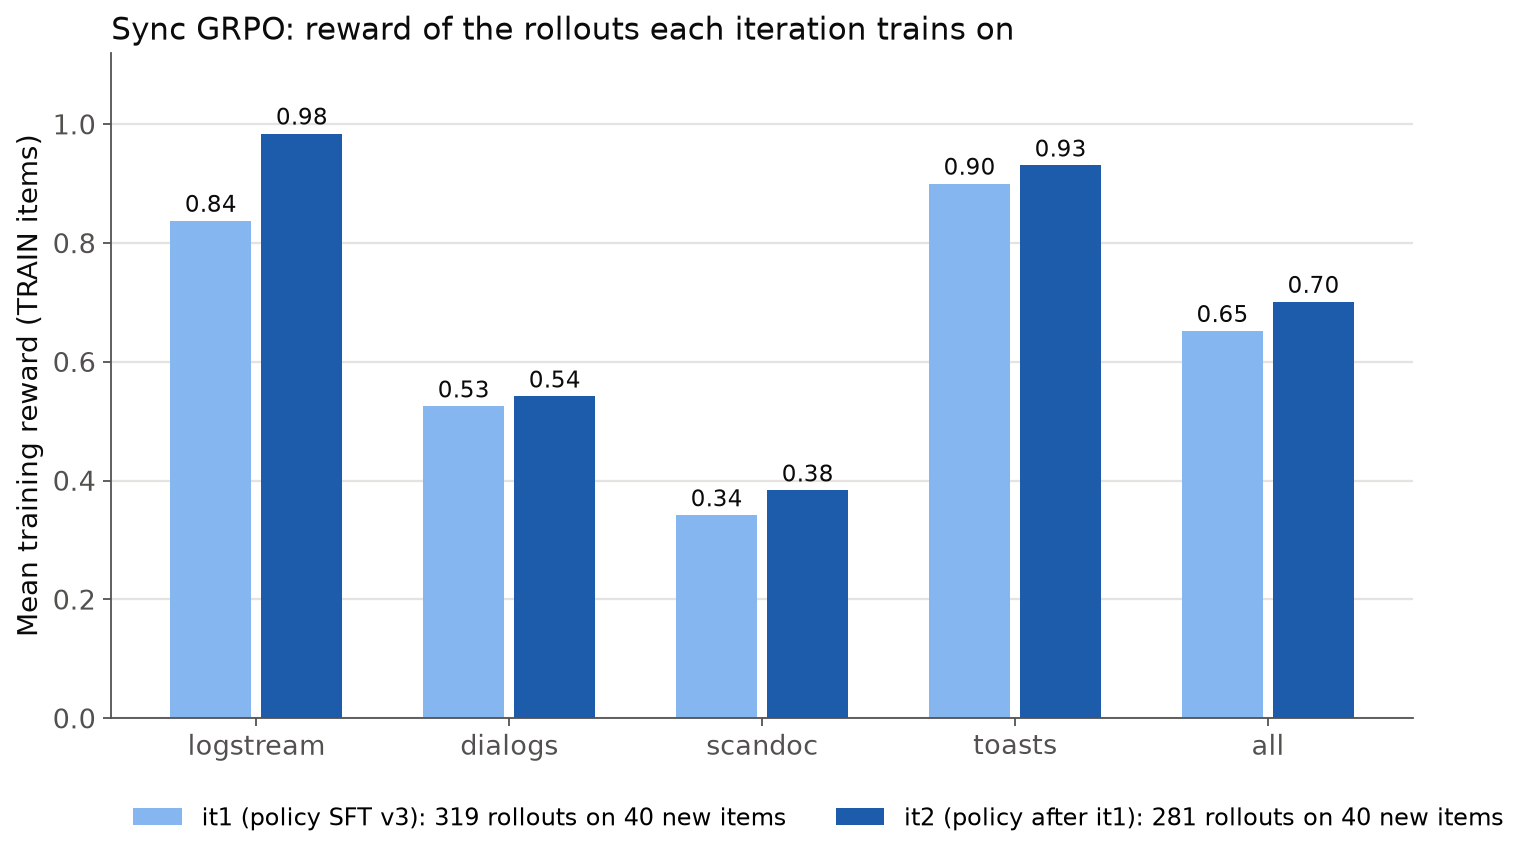 Sync GRPO: reward of the rollouts each iteration trains on
Mean training reward (TRAIN items)
1.0
0.8
0.6
0.4
0.2
0.0
0.84
0.98
0.53
0.54
0.34
0.38
0.90
0.93
0.65
0.70
logstream
dialogs
scandoc
toasts
all
it1 (policy SFT v3): 319 rollouts on 40 new items
it2 (policy after it1): 281 rollouts on 40 new items